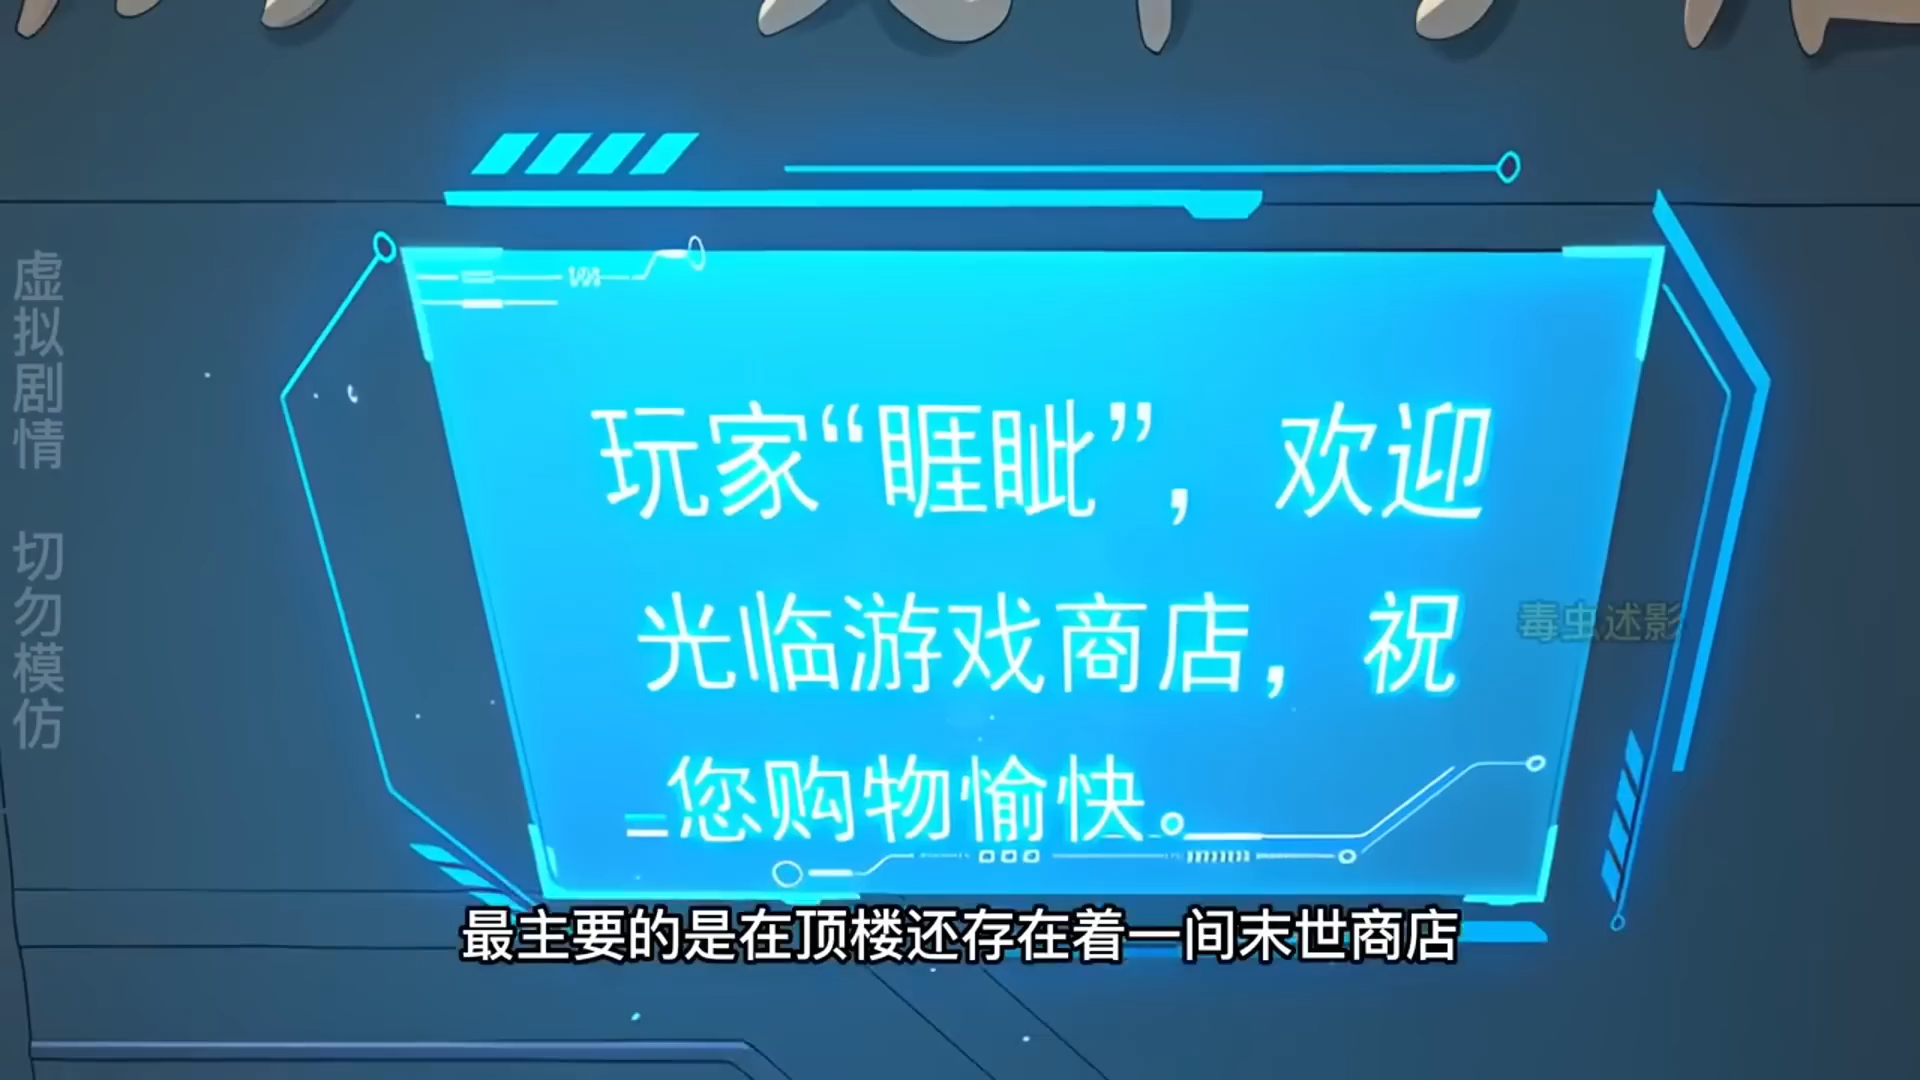 虚拟剧情 切勿模仿
玩家“睚眦”，欢迎
光临游戏商店，祝
您购物愉快。
毒虫述影
最主要的是在顶楼还存在着一间末世商店